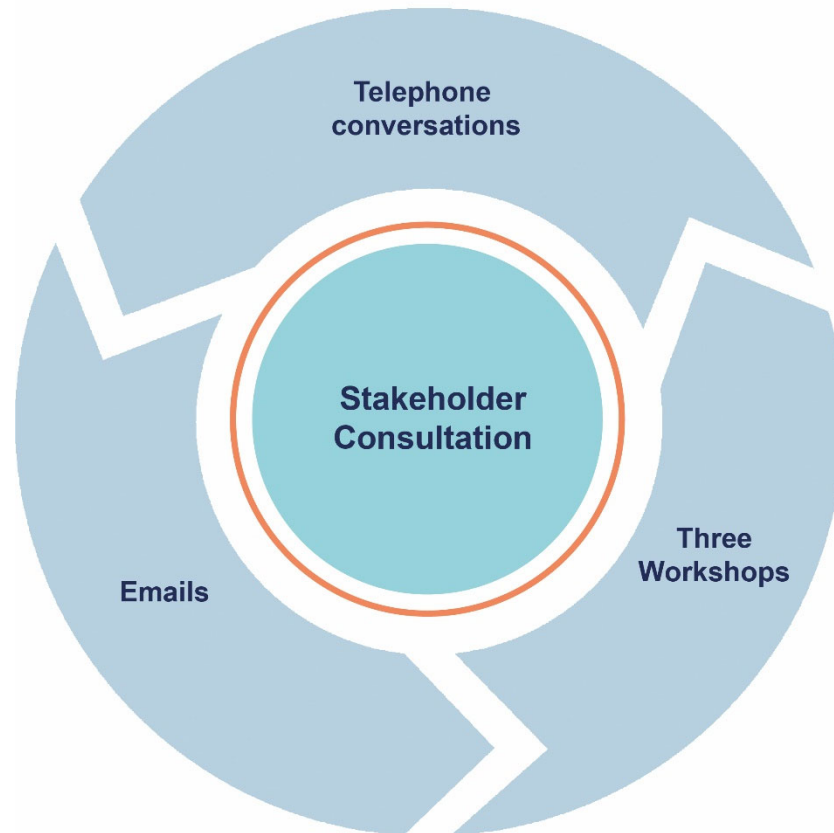 Telephone
conversations
Stakeholder
Consultation
Three
Workshops
Emails